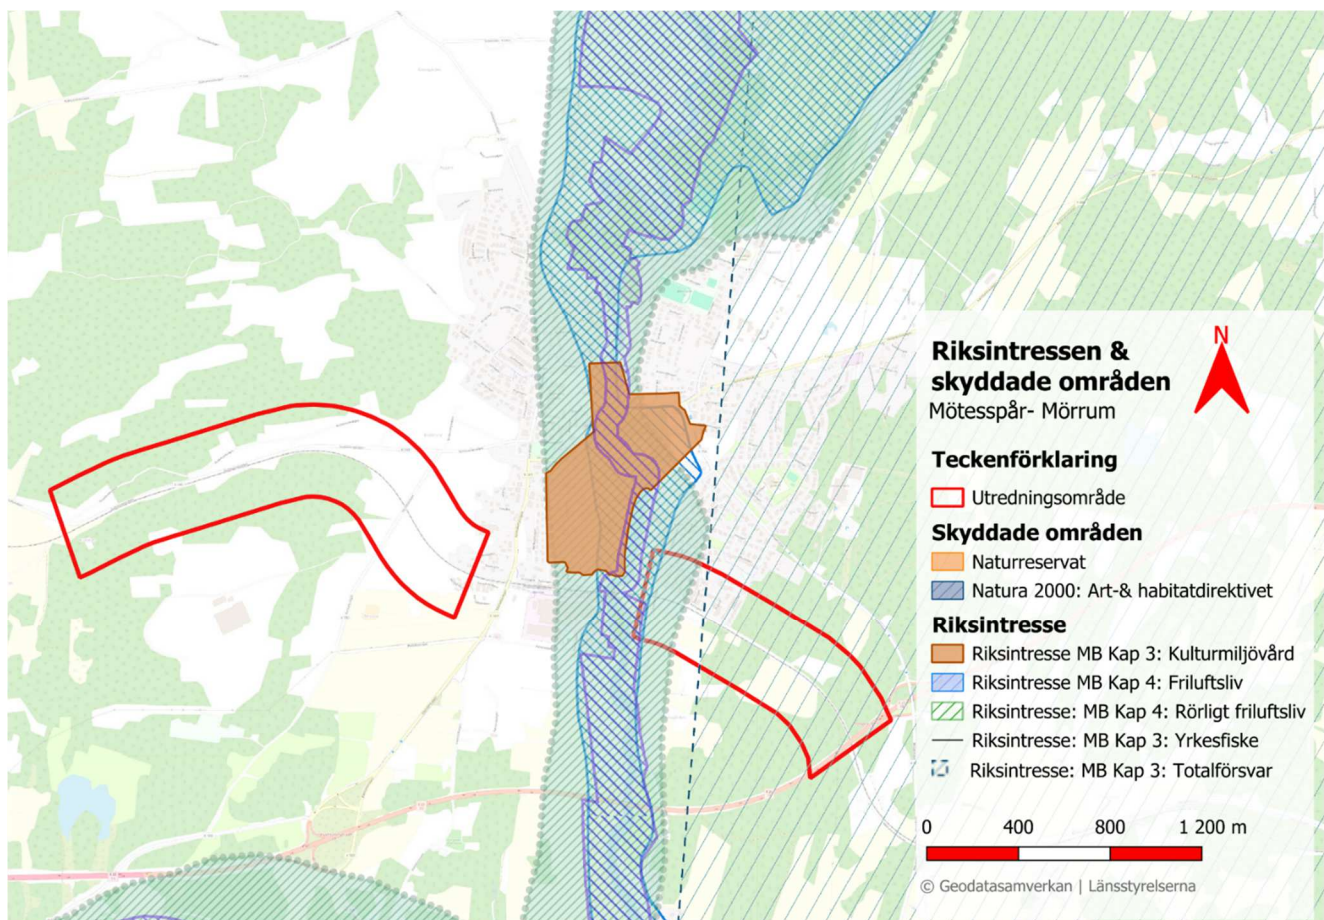 N
Riksintressen &
skyddade områden
Mötesspår- Mörrum
Teckenförklaring
Utredningsområde
Skyddade områden
Naturreservat
Natura 2000: Art-& habitatdirektivet
Riksintresse
Riksintresse MB Kap 3: Kulturmiljövård
Riksintresse MB Kap 4: Friluftsliv
Riksintresse: MB Kap 4: Rörligt friluftsliv
Riksintresse: MB Kap 3: Yrkesfiske
Riksintresse: MB Kap 3: Totalförsvar
0 400 800 1 200 m
© Geodatasamverkan | Länsstyrelserna